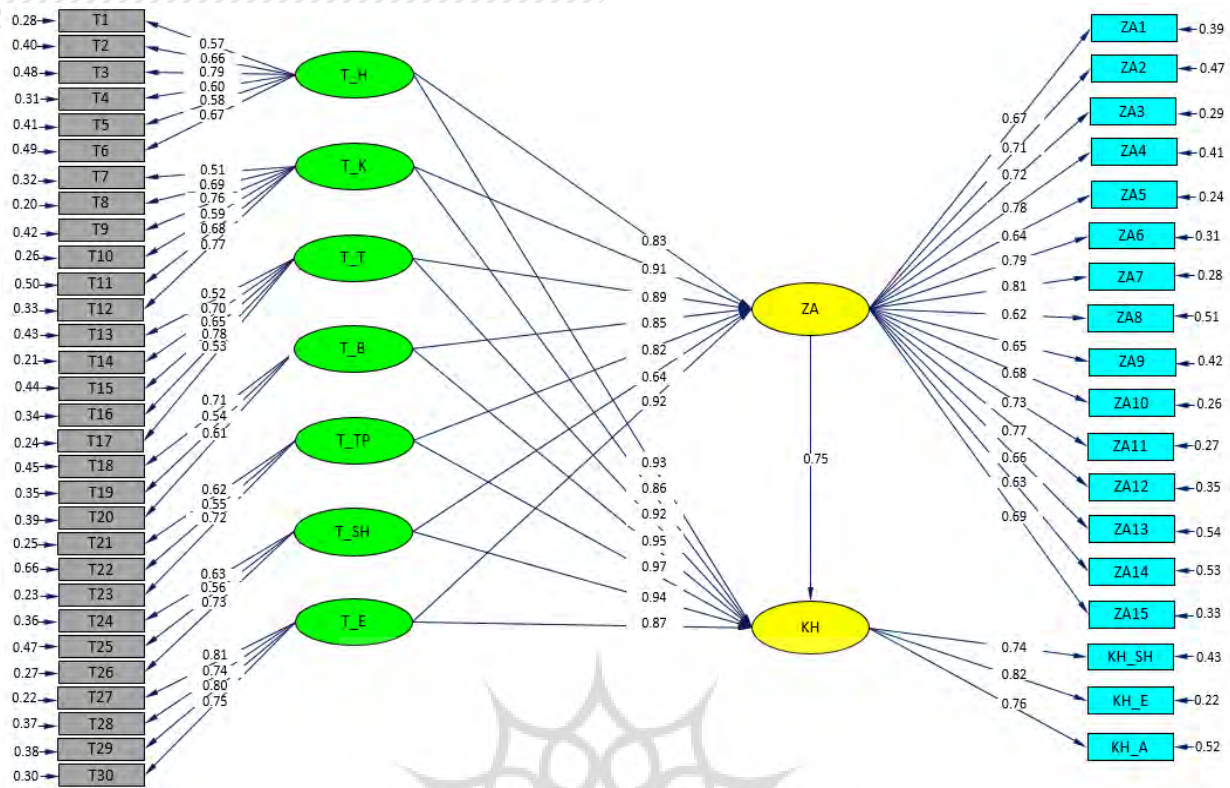 0.28 T1
0.40 T2
0.48 T3
0.31 T4
0.41 T5
0.49 T6
0.32 T7
0.20 T8
0.42 T9
0.26 T10
0.50 T11
0.33 T12
0.43 T13
0.21 T14
0.44 T15
0.34 T16
0.24 T17
0.45 T18
0.35 T19
0.39 T20
0.25 T21
0.66 T22
0.23 T23
0.36 T24
0.47 T25
0.27 T26
0.22 T27
0.37 T28
0.38 T29
0.30 T30
0.57
0.66
0.79
0.60
0.58
0.67
0.51
0.69
0.76
0.59
0.68
0.77
0.52
0.70
0.65
0.78
0.53
0.71
0.54
0.61
0.62
0.55
0.72
0.63
0.56
0.73
0.81
0.74
0.80
0.75
T_H
T_K
T_T
T_B
T_TP
T_SH
T_E
0.83
0.91
0.89
0.85
0.82
0.64
0.92
0.93
0.86
0.92
0.95
0.97
0.94
0.87
ZA
0.75
KH
0.67
0.71
0.72
0.78
0.64
0.79
0.81
0.62
0.65
0.68
0.73
0.77
0.66
0.63
0.69
0.74
0.82
0.76
ZA1 0.39
ZA2 0.47
ZA3 0.29
ZA4 0.41
ZA5 0.24
ZA6 0.31
ZA7 0.28
ZA8 0.51
ZA9 0.42
ZA10 0.26
ZA11 0.27
ZA12 0.35
ZA13 0.54
ZA14 0.53
ZA15 0.33
KH_SH 0.43
KH_E 0.22
KH_A 0.52